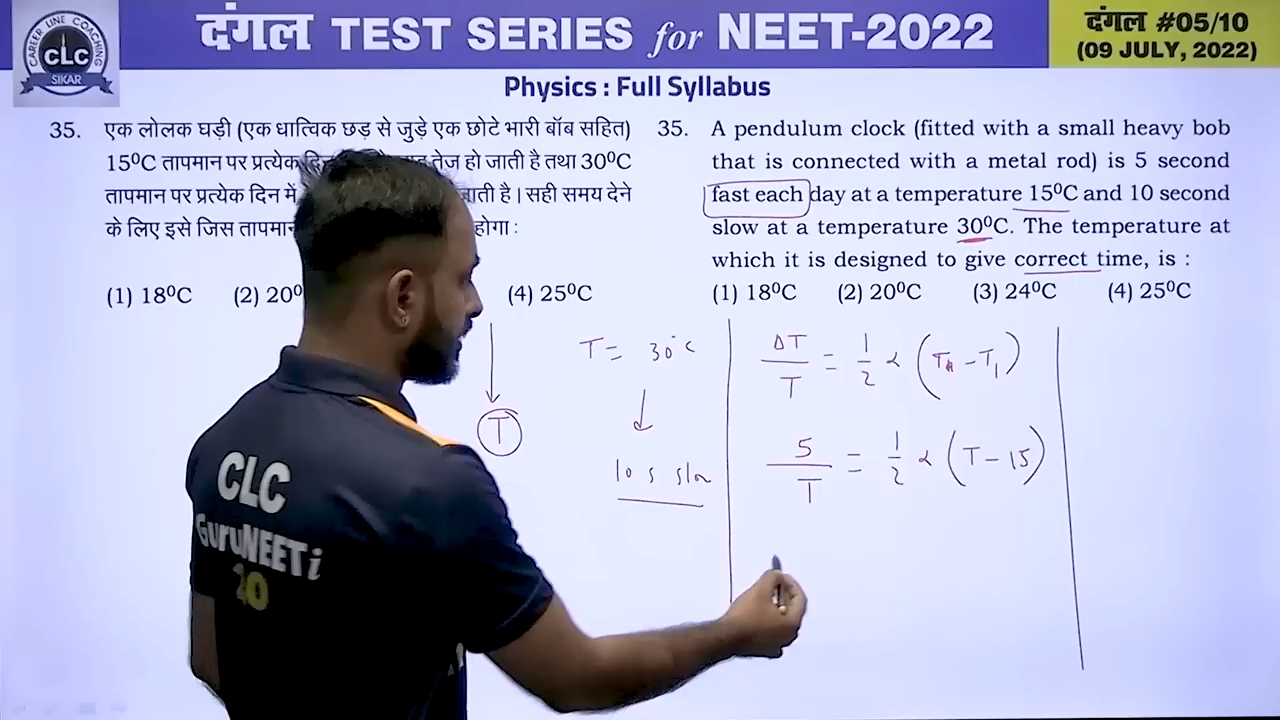 CAREER LINE COACHING
CLC
SIKAR
दंगल TEST SERIES for NEET-2022
दंगल #05/10
(09 JULY, 2022)
Physics : Full Syllabus
35. एक लोलक घड़ी (एक धात्विक छड़ से जुड़े एक छोटे भारी बॉब सहित)
15⁰C तापमान पर प्रत्येक तेज हो जाती है तथा 30⁰C
तापमान पर प्रत्येक दिन में जाती है। सही समय देने
के लिए इसे जिस होगा :
(1) 18⁰C (2) 20⁰ (4) 25⁰C
35. A pendulum clock (fitted with a small heavy bob
that is connected with a metal rod) is 5 second
fast each day at a temperature 15⁰C and 10 second
slow at a temperature 30⁰C. The temperature at
which it is designed to give correct time, is :
(1) 18⁰C (2) 20⁰C (3) 24⁰C (4) 25⁰C
T
T = 30°C
10 s slow
ΔT/T = 1/2 α (T - T₁)
5/T = 1/2 α (T - 15)
CLC
GuruNEETi